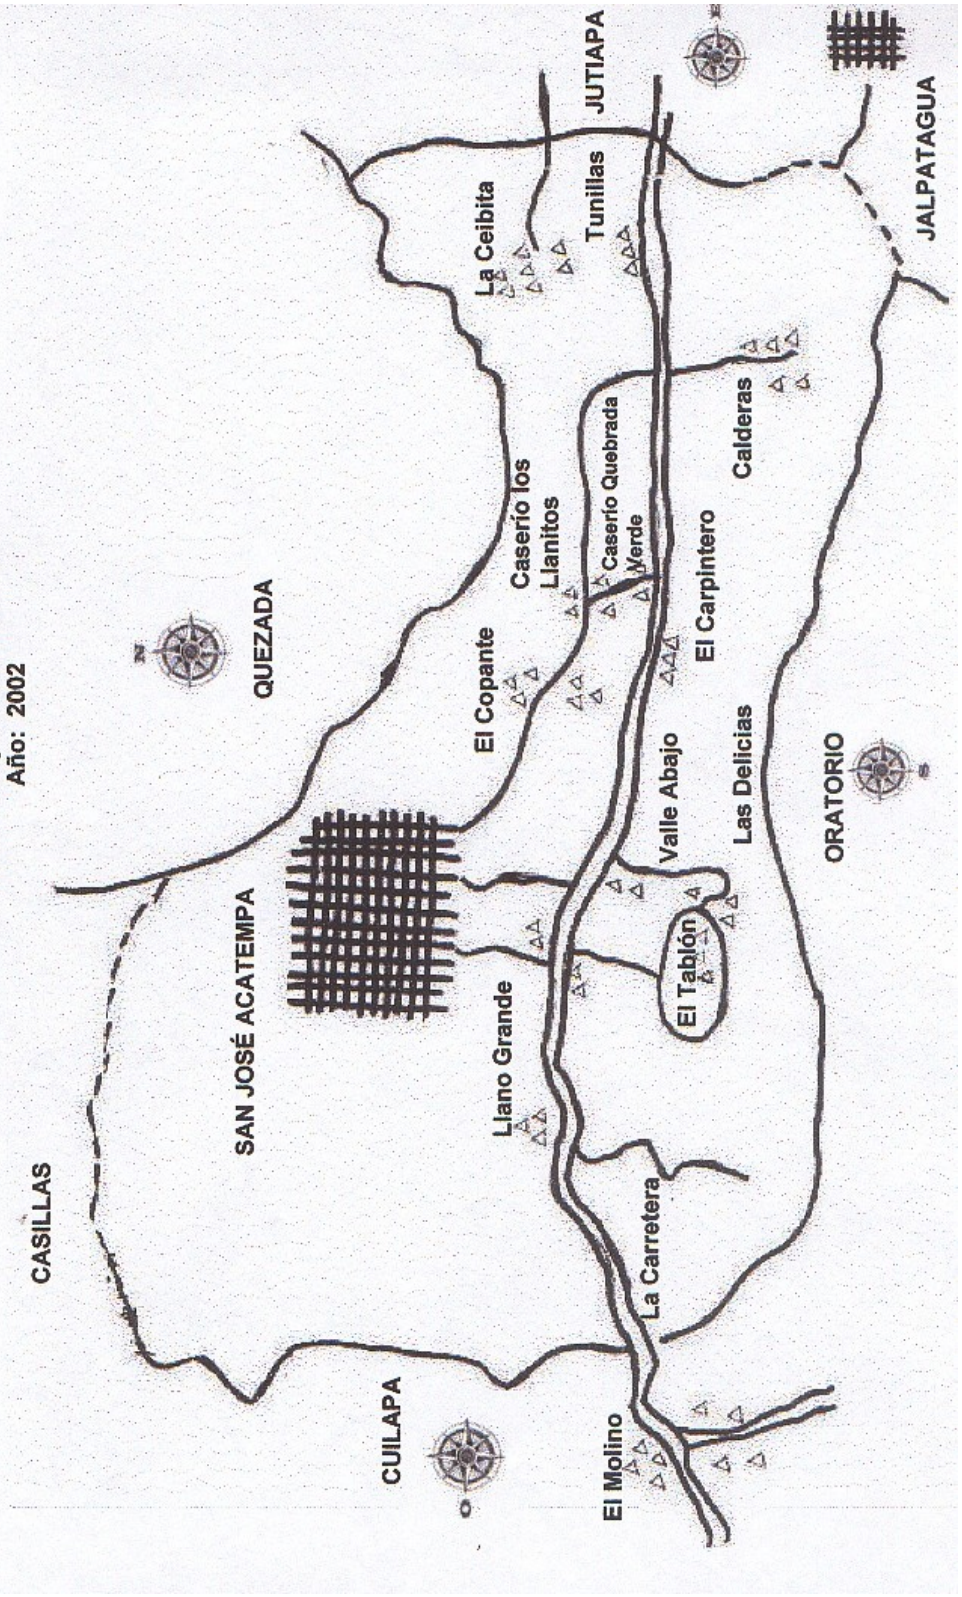 Año: 2002
CASILLAS
N
QUEZADA
SAN JOSÉ ACATEMPA
CUILAPA
O
La Ceibita
JUTIAPA
E
Tunillas
Caserío los
Llanitos
El Copante
Caserío Quebrada
Verde
Llano Grande
El Molino
La Carretera
El Tablón
Valle Abajo
El Carpintero
Las Delicias
Calderas
ORATORIO
S
JALPATAGUA